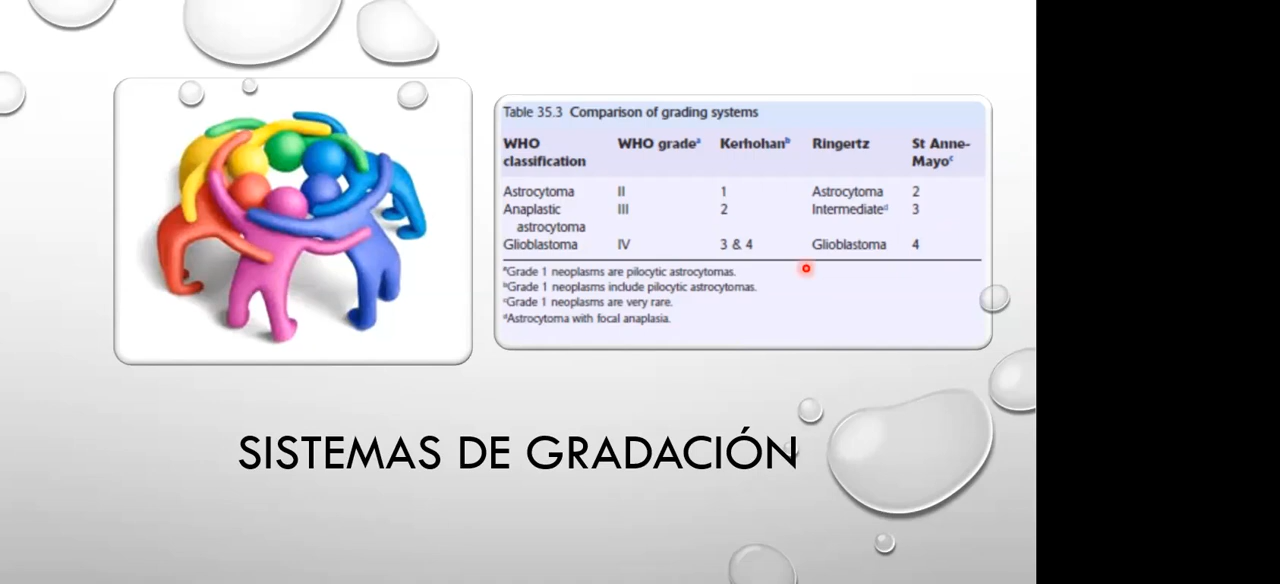 Table 35.3 Comparison of grading systems
WHO classification WHO gradeᵃ Kerhohanᵇ Ringertz St Anne-Mayoᶜ
Astrocytoma II 1 Astrocytoma 2
Anaplastic astrocytoma III 2 Intermediateᵈ 3
Glioblastoma IV 3 & 4 Glioblastoma 4
ᵃGrade 1 neoplasms are pilocytic astrocytomas.
ᵇGrade 1 neoplasms include pilocytic astrocytomas.
ᶜGrade 1 neoplasms are very rare.
ᵈAstrocytoma with focal anaplasia.
SISTEMAS DE GRADACIÓN